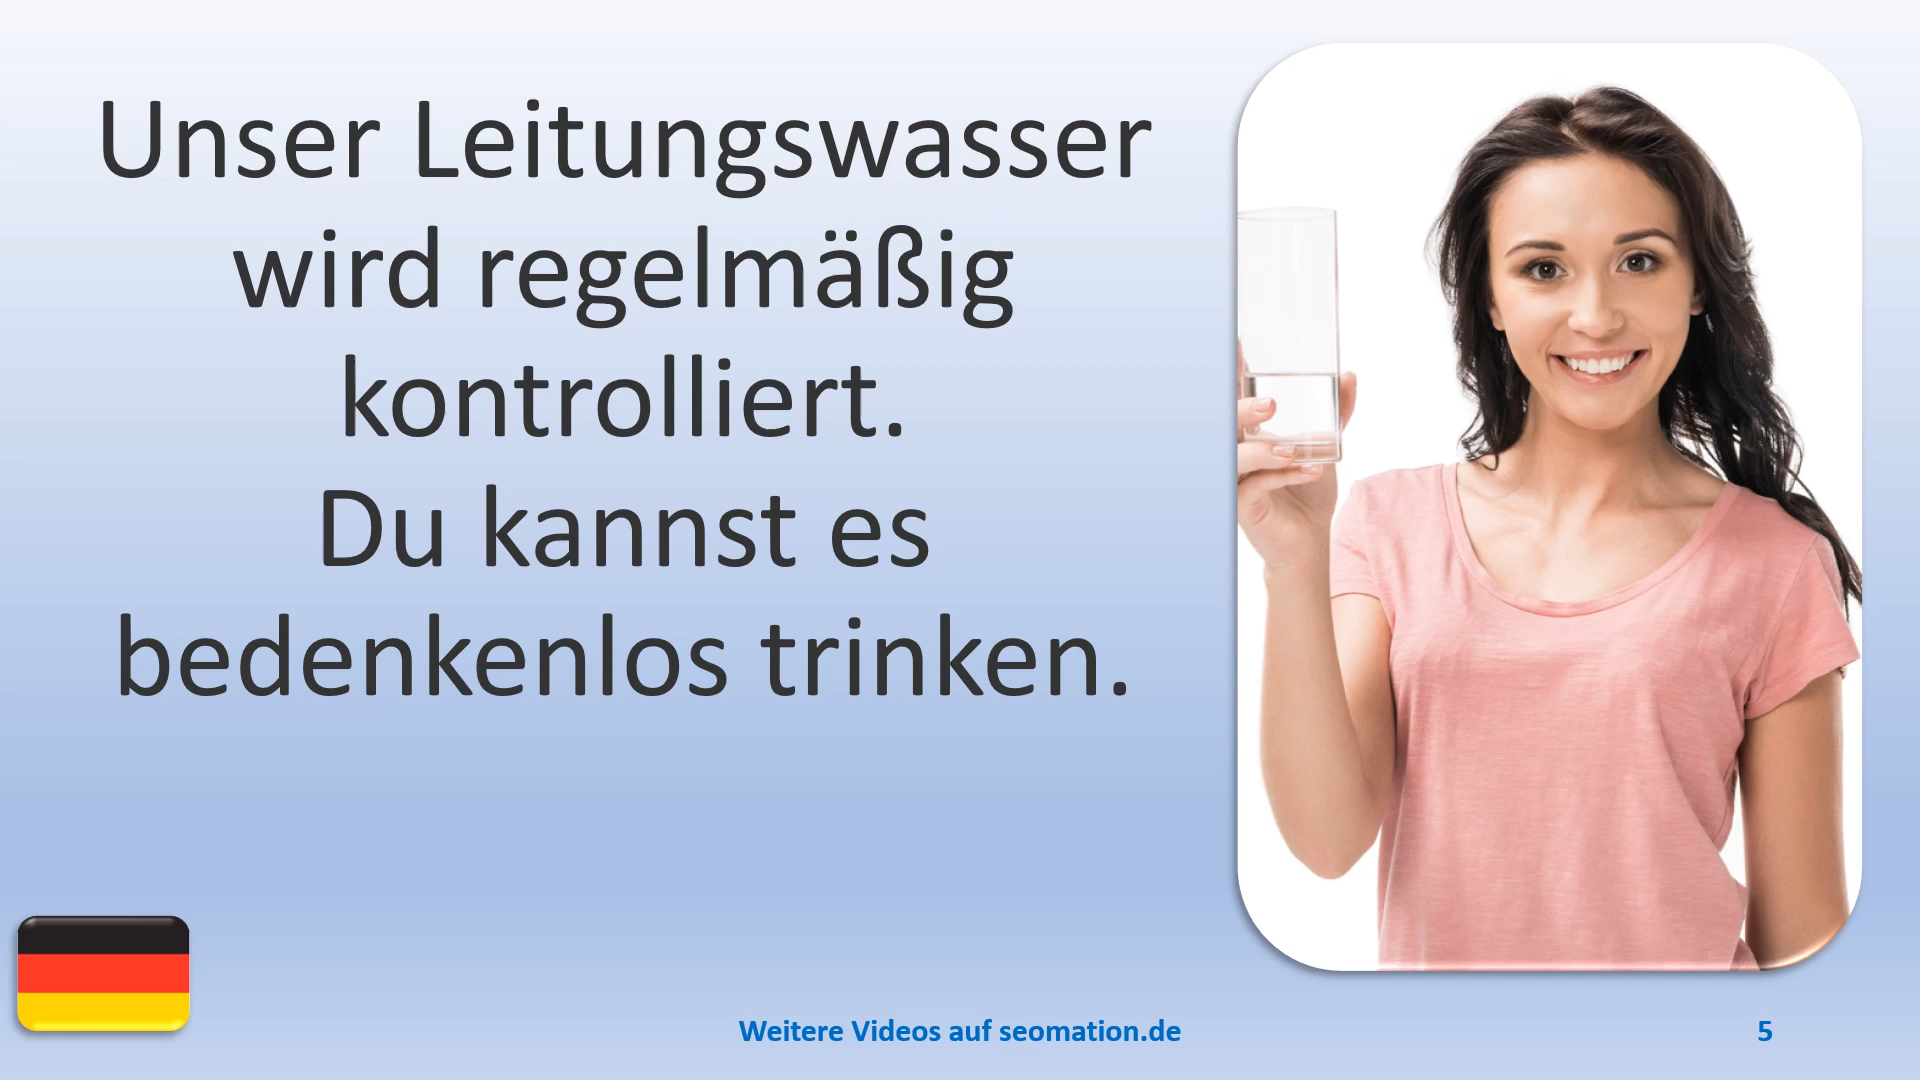 Unser Leitungswasser
wird regelmäßig
kontrolliert.
Du kannst es
bedenkenlos trinken.
Weitere Videos auf seomation.de
5